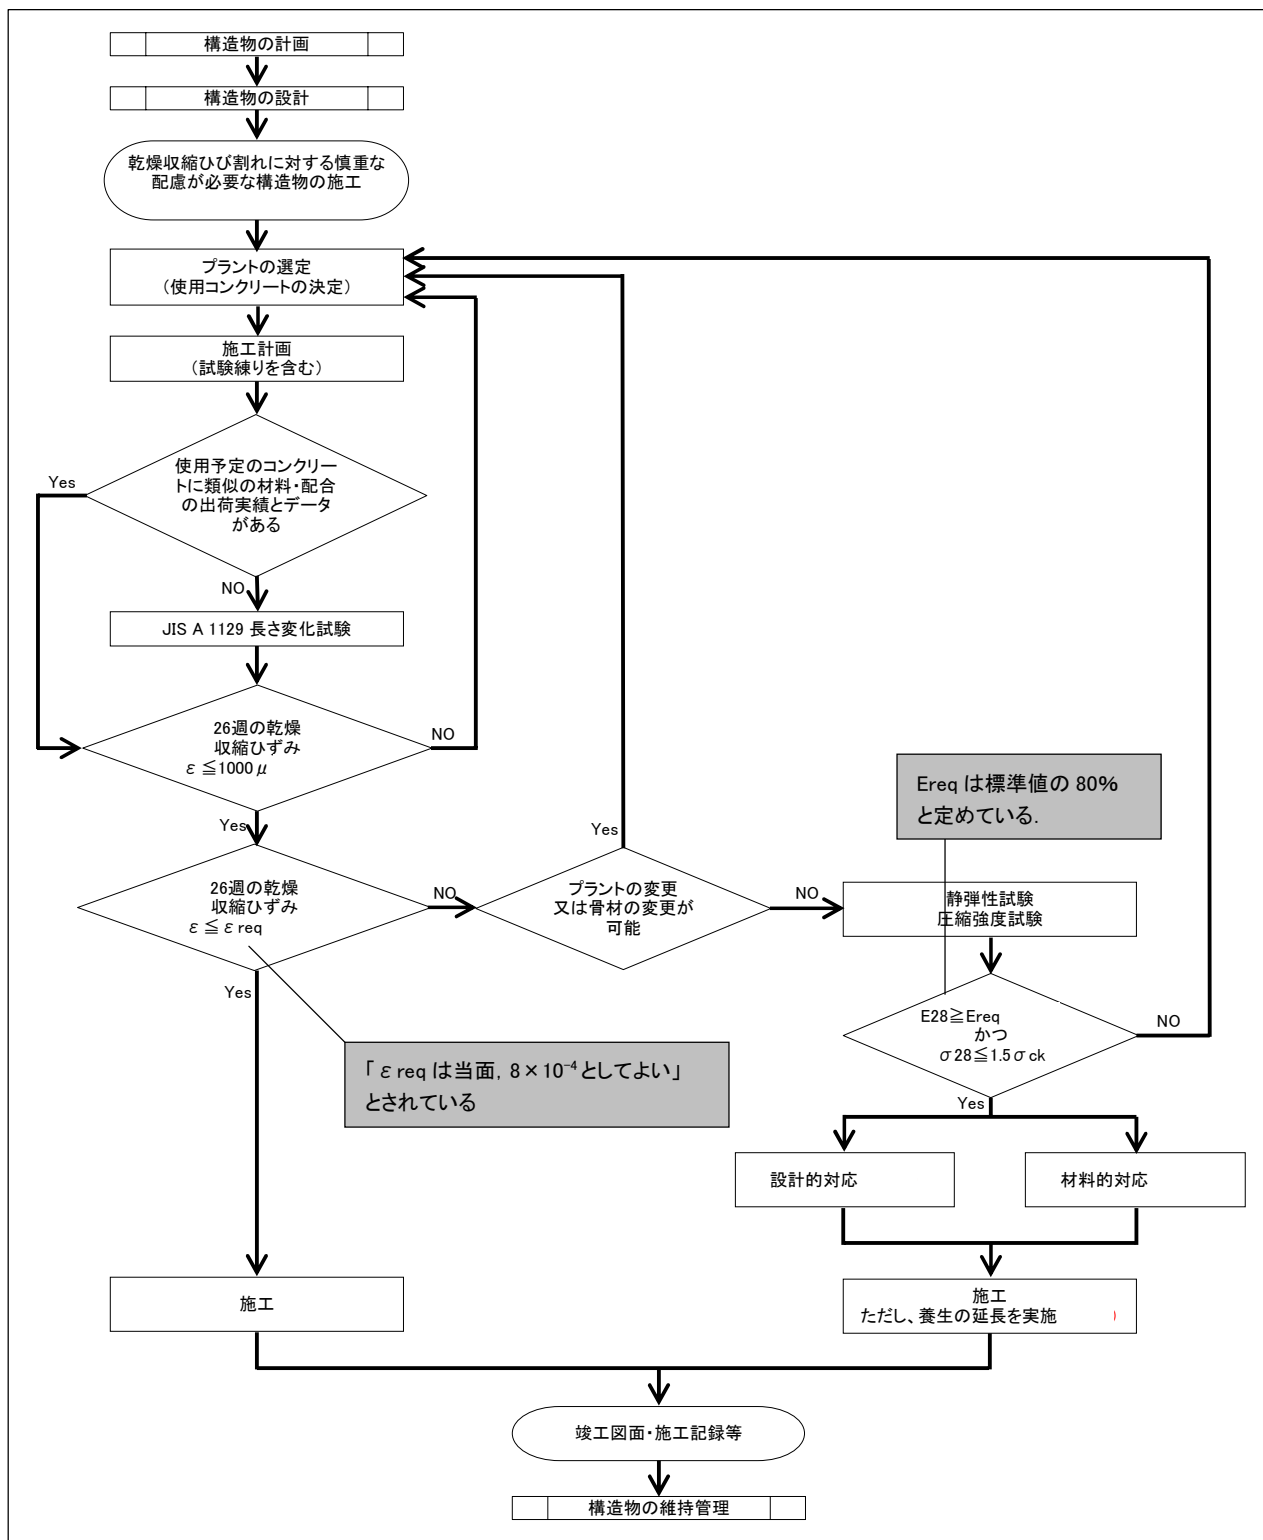 構造物の計画
構造物の設計
乾燥収縮ひび割れに対する慎重な
配慮が必要な構造物の施工
プラントの選定
(使用コンクリートの決定)
施工計画
(試験練りを含む)
使用予定のコンクリー
トに類似の材料・配合
の出荷実績とデータ
がある
Yes
NO
JIS A 1129 長さ変化試験
26週の乾燥
収縮ひずみ
ε≦1000μ
NO
Yes
26週の乾燥
収縮ひずみ
ε≦εreq
NO
Yes
プラントの変更
又は骨材の変更が
可能
Yes
NO
Ereq は標準値の 80%
と定めている.
静弾性試験
圧縮強度試験
E28≧Ereq
かつ
σ28≦1.5σck
NO
Yes
「εreq は当面, 8×10⁻⁴としてよい」
とされている
設計的対応
材料的対応
施工
施工
ただし、養生の延長を実施 )
竣工図面・施工記録等
構造物の維持管理